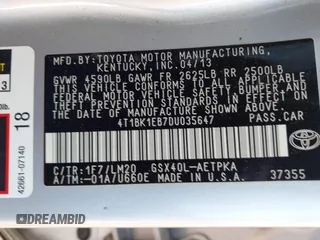 MFD.BY:TOYOTA MOTOR MANUFACTURING,
KENTUCKY,INC. 04/13
GVWR 4590LB GAWR FR 2625LB RR 2500LB
THIS VEHICLE CONFORMS TO ALL APPLICABLE
FEDERAL MOTOR VEHICLE SAFETY, BUMPER, AND
THEFT PREVENTION STANDARDS IN EFFECT ON
THE DATE OF MANUFACTURE SHOWN ABOVE.
4T1BK1EB7DU035647 PASS.CAR
C/TR:1F7/LM20 GSX40L-AETPKA
A/TM:-01A/U660E MADE IN U.S.A.
37355
TOYOTA
3
lb.
42661-07140
18
DREAMBID